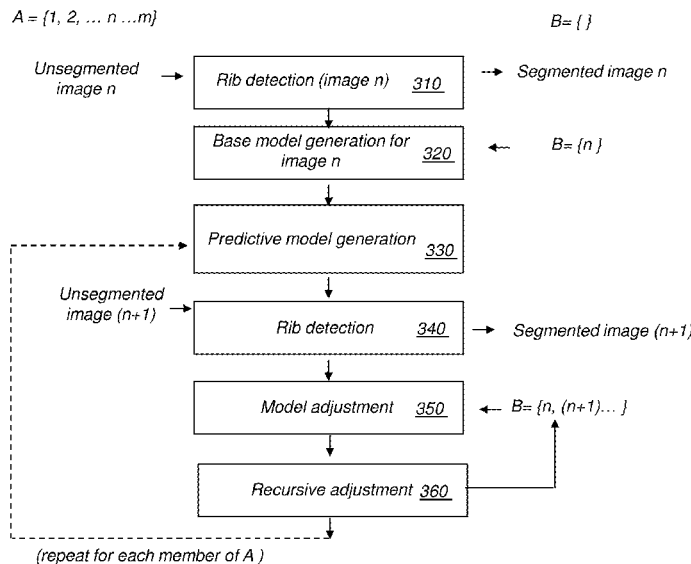 A = {1, 2, ... n ...m}
B= { }
Unsegmented
image n
Rib detection (image n) 310
Segmented image n
Base model generation for
image n 320
B= {n }
Predictive model generation 330
Unsegmented
image (n+1)
Rib detection 340
Segmented image (n+1)
Model adjustment 350
B= {n, (n+1)... }
Recursive adjustment 360
(repeat for each member of A )